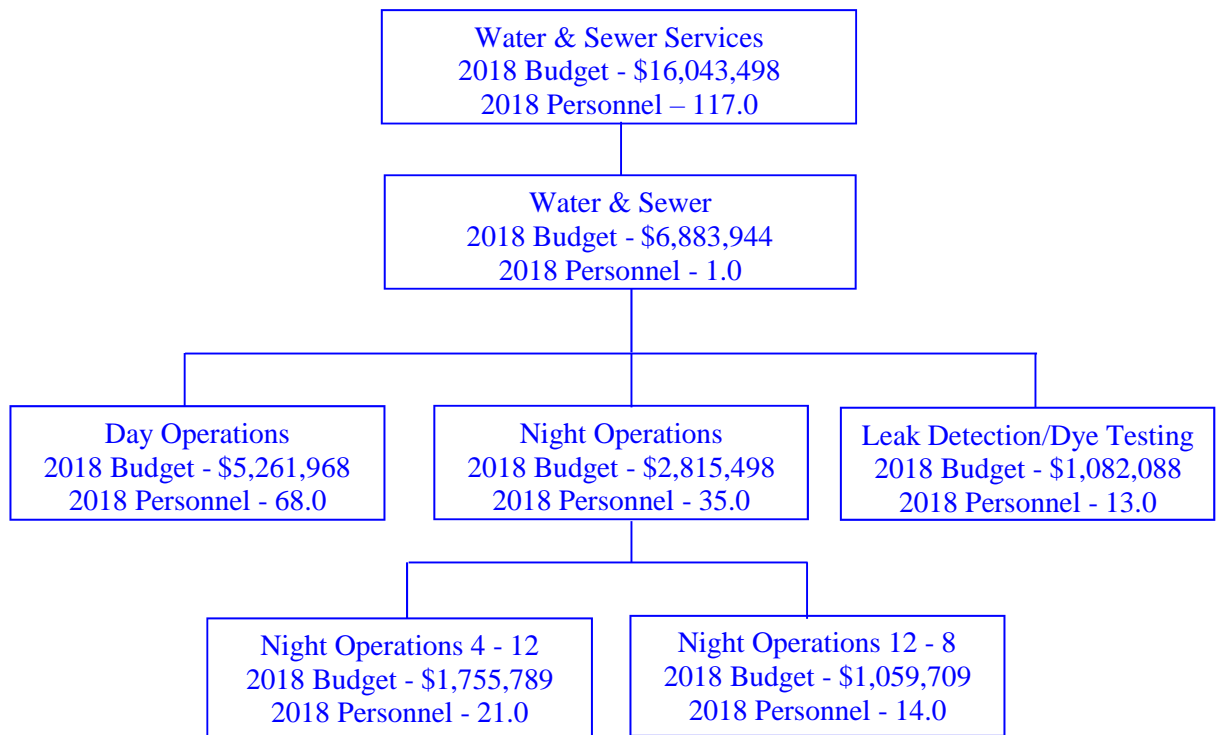 Water & Sewer Services
2018 Budget - $16,043,498
2018 Personnel – 117.0
Water & Sewer
2018 Budget - $6,883,944
2018 Personnel - 1.0
Day Operations
2018 Budget - $5,261,968
2018 Personnel - 68.0
Night Operations
2018 Budget - $2,815,498
2018 Personnel - 35.0
Leak Detection/Dye Testing
2018 Budget - $1,082,088
2018 Personnel - 13.0
Night Operations 4 - 12
2018 Budget - $1,755,789
2018 Personnel - 21.0
Night Operations 12 - 8
2018 Budget - $1,059,709
2018 Personnel - 14.0